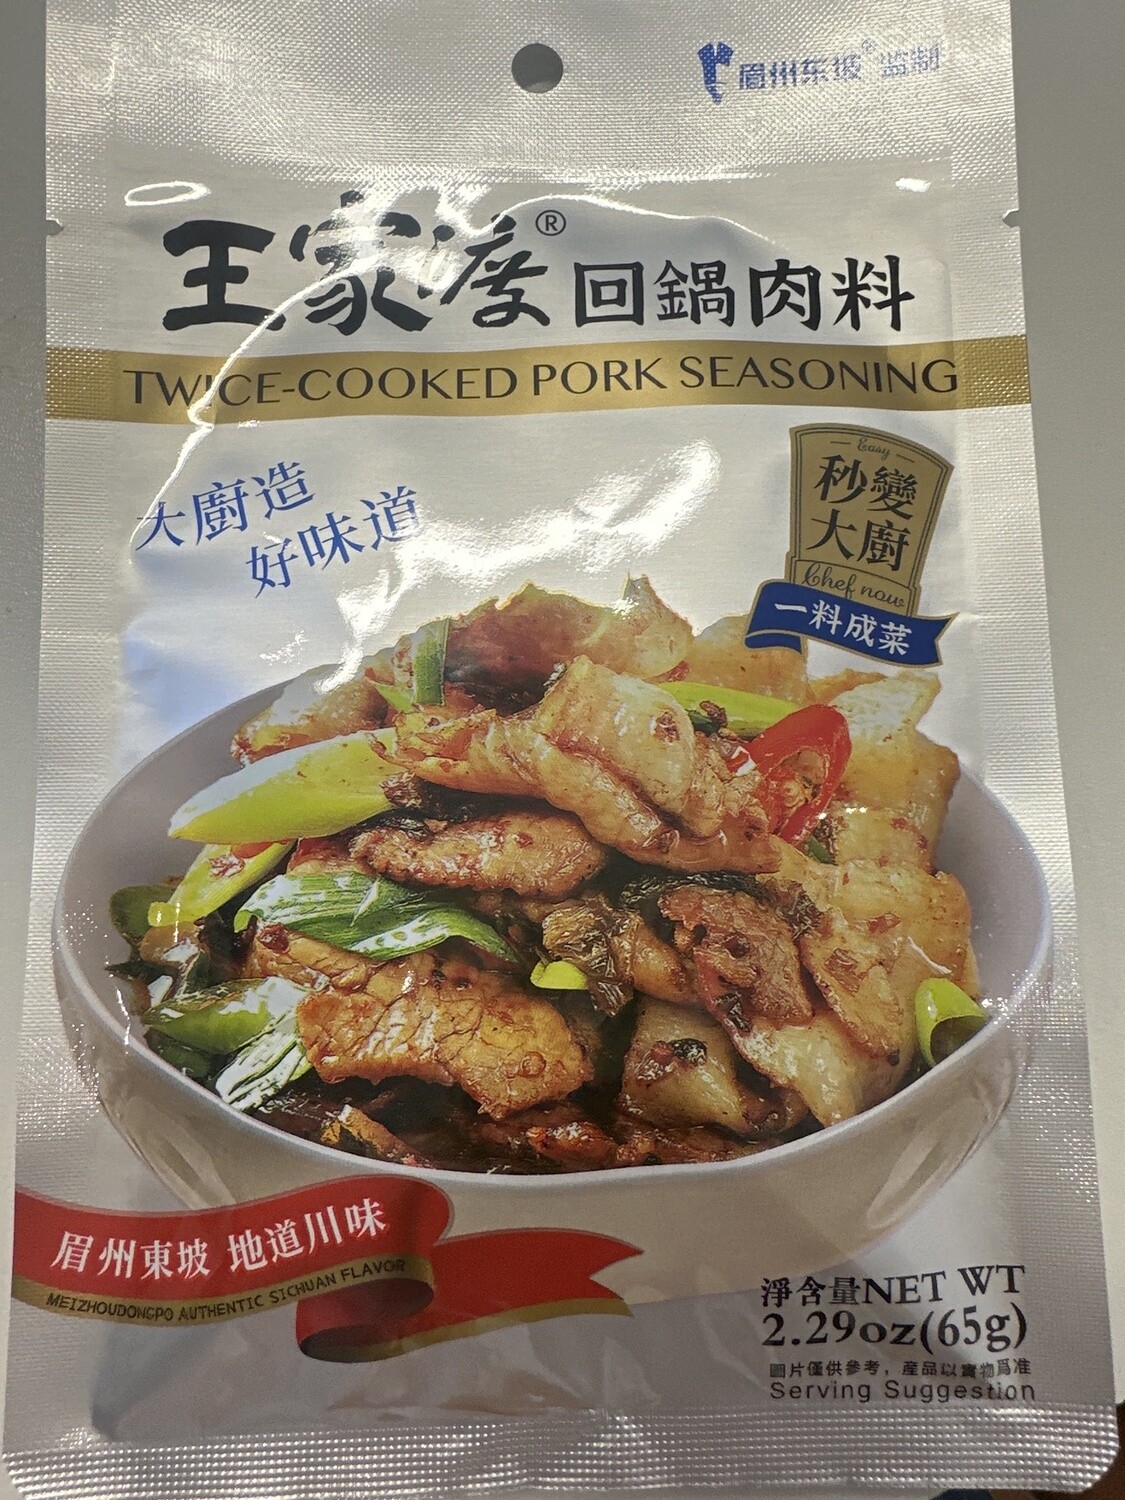 眉州东坡® 监制
王家渡® 回鍋肉料
TWICE-COOKED PORK SEASONING
大廚造
好味道
Easy
秒變
大廚
Chef now
一料成菜
眉州東坡 地道川味
MEIZHOUDONGPO AUTHENTIC SICHUAN FLAVOR
淨含量NET WT
2.29oz(65g)
圖片僅供參考，產品以實物爲准
Serving Suggestion